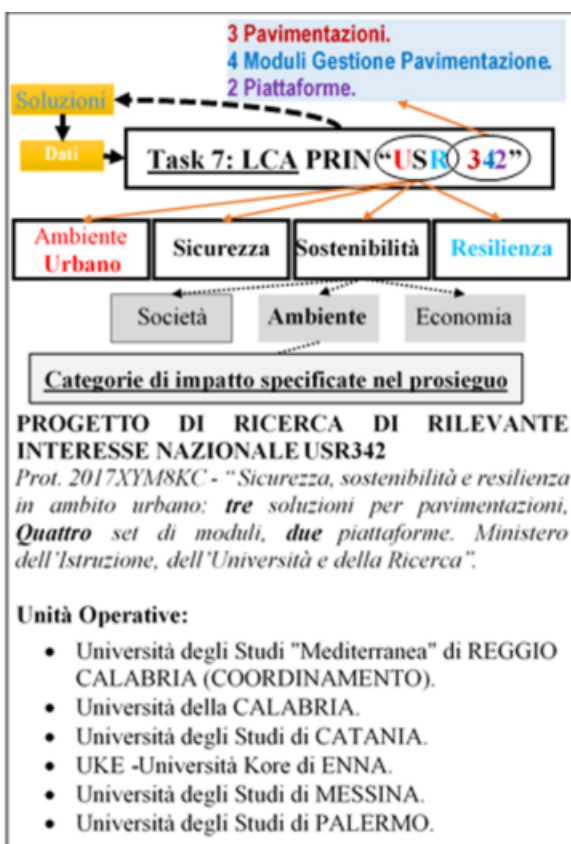 3 Pavimentazioni.
4 Moduli Gestione Pavimentazione.
2 Piattaforme.
Soluzioni
Dati
Task 7: LCA PRIN “USR 342”
Ambiente
Urbano
Sicurezza
Sostenibilità
Resilienza
Società
Ambiente
Economia
Categorie di impatto specificate nel prosieguo
PROGETTO DI RICERCA DI RILEVANTE
INTERESSE NAZIONALE USR342
Prot. 2017XYM8KC - “Sicurezza, sostenibilità e resilienza
in ambito urbano: tre soluzioni per pavimentazioni,
Quattro set di moduli, due piattaforme. Ministero
dell’Istruzione, dell’Università e della Ricerca”.
Unità Operative:
• Università degli Studi "Mediterranea" di REGGIO
CALABRIA (COORDINAMENTO).
• Università della CALABRIA.
• Università degli Studi di CATANIA.
• UKE -Università Kore di ENNA.
• Università degli Studi di MESSINA.
• Università degli Studi di PALERMO.